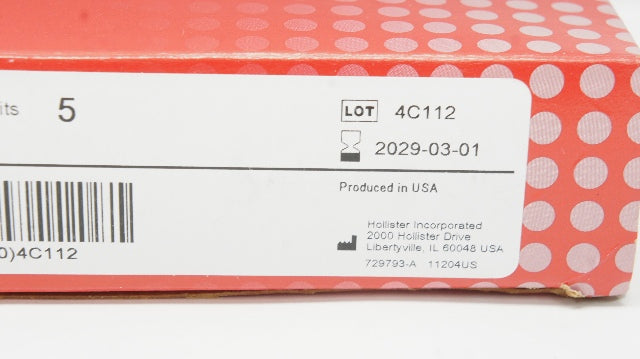 its 5
LOT 4C112
2029-03-01
Produced in USA
Hollister Incorporated
2000 Hollister Drive
Libertyville, IL 60048 USA
729793-A 11204US
0)4C112